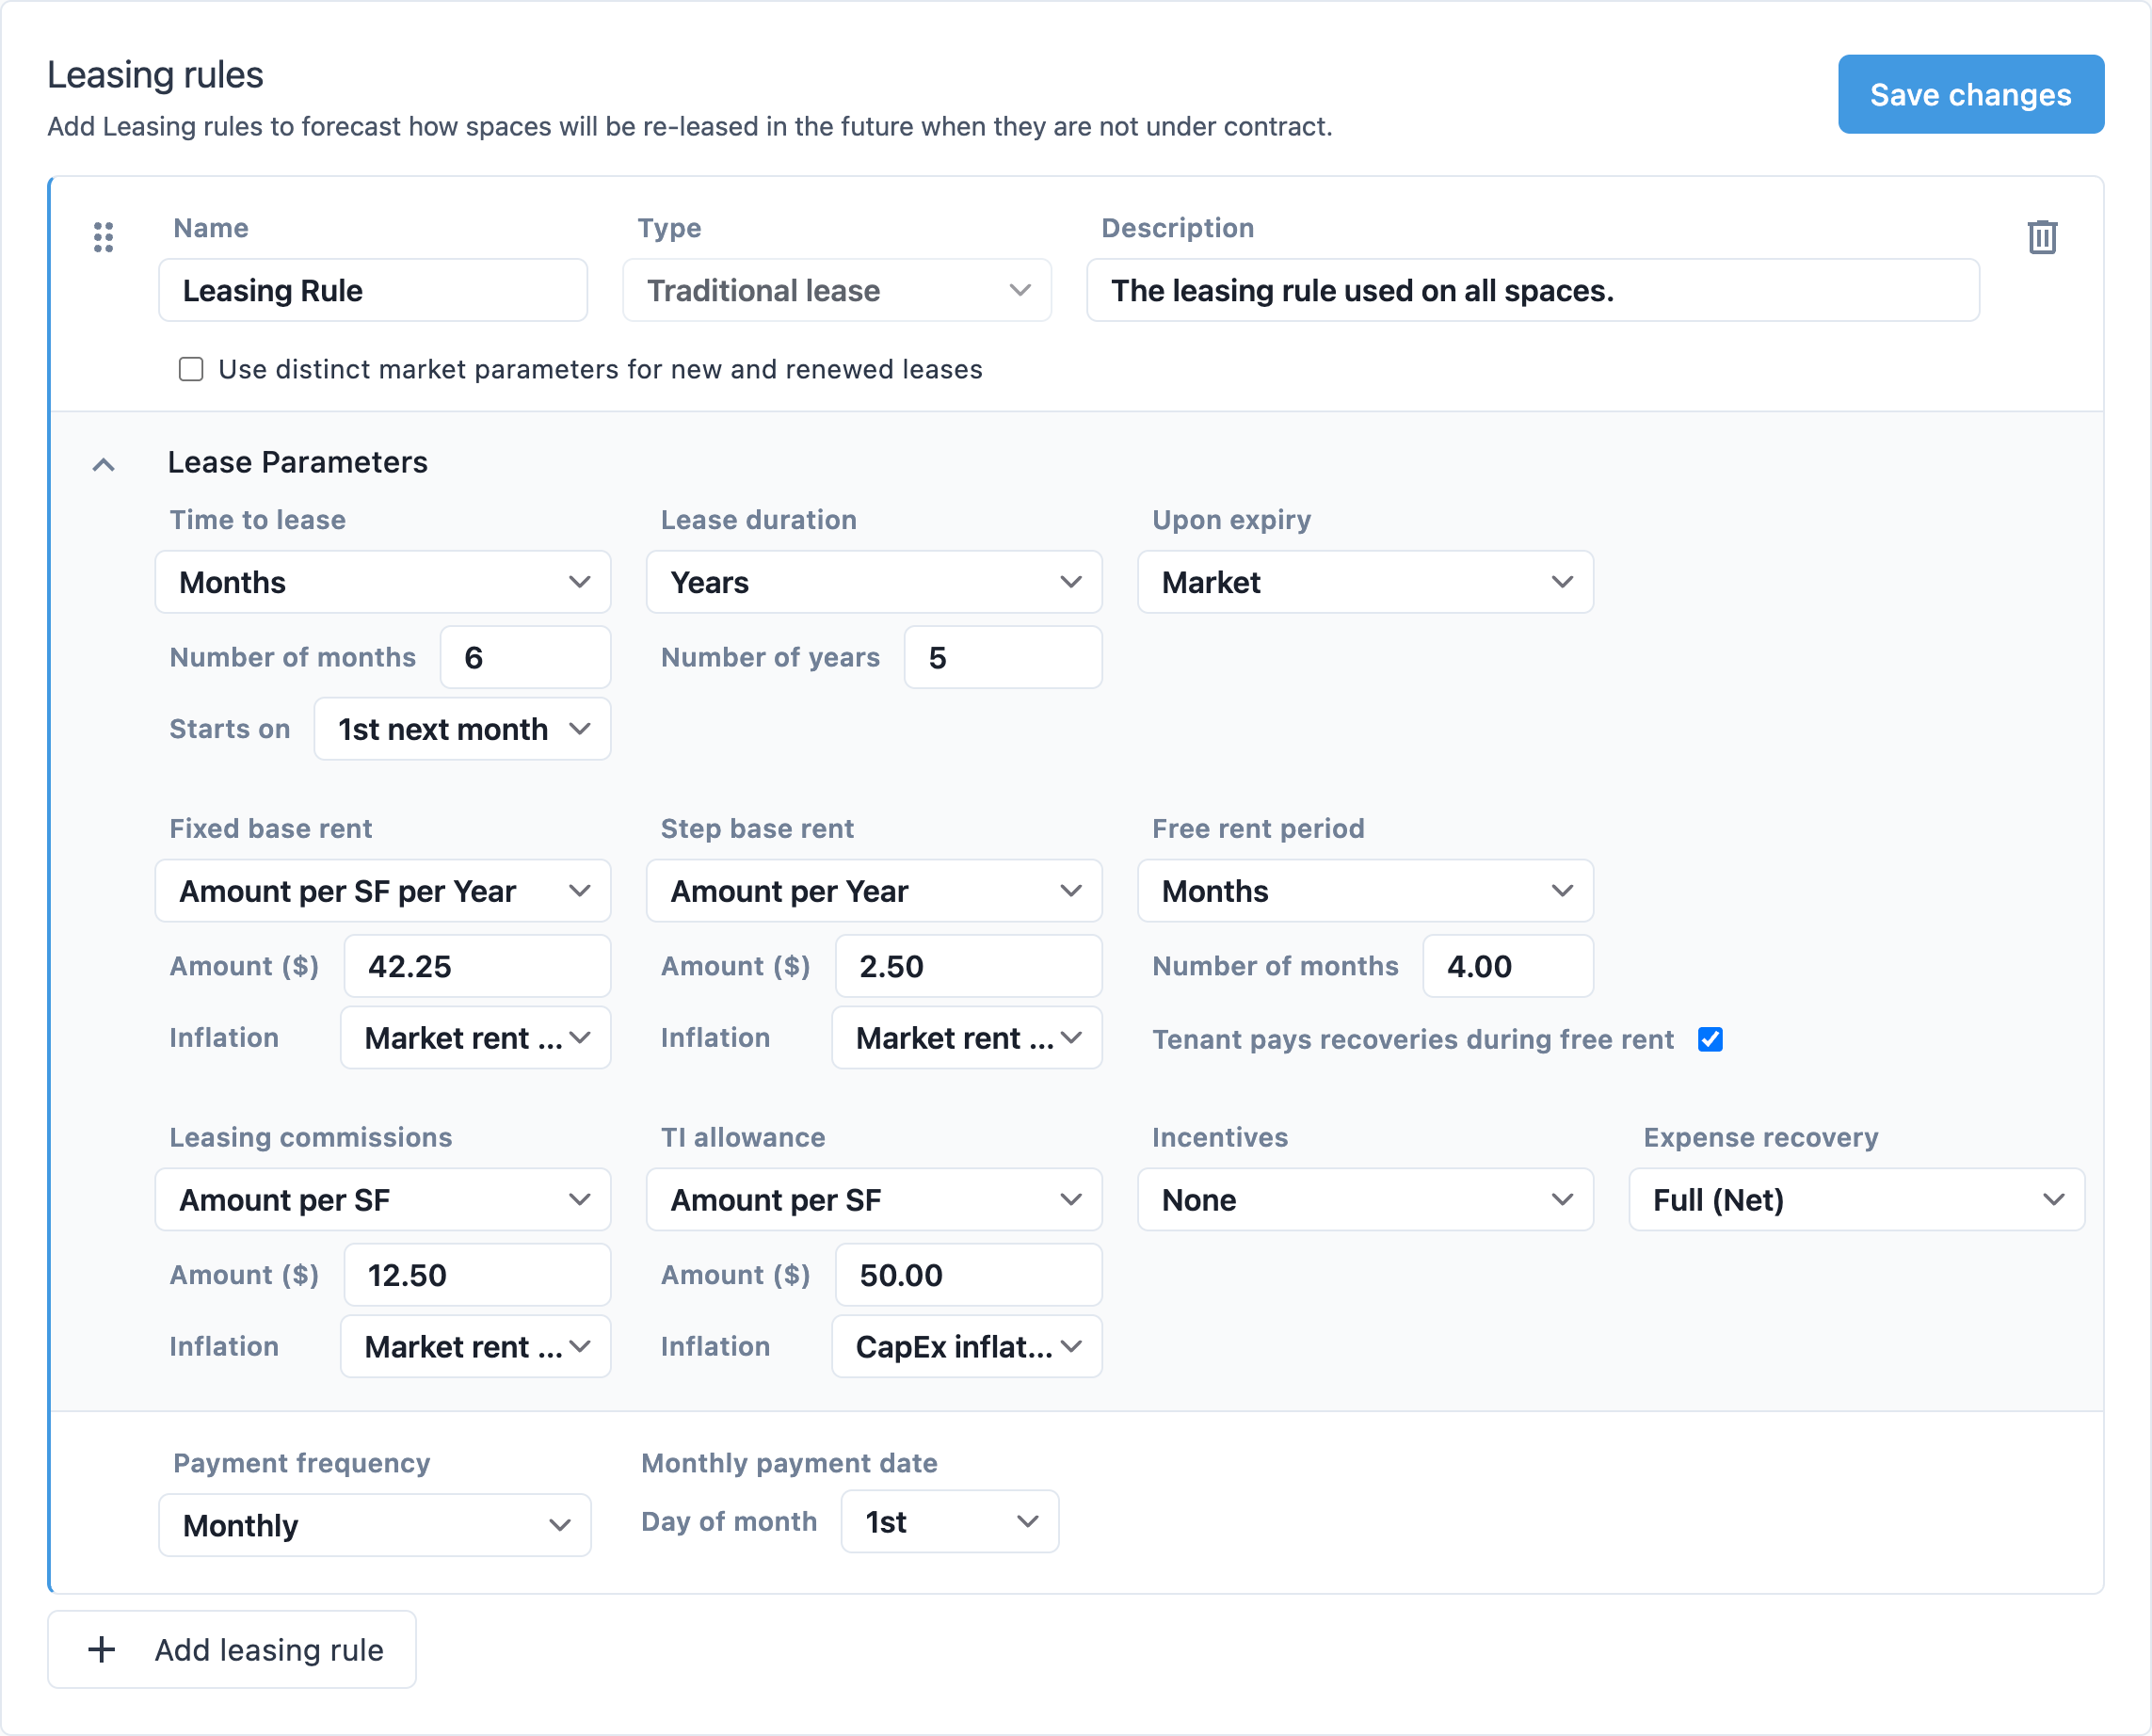 Leasing rules
Save changes
Add Leasing rules to forecast how spaces will be re-leased in the future when they are not under contract.
Name Type Description
Leasing Rule Traditional lease The leasing rule used on all spaces.
Use distinct market parameters for new and renewed leases
Lease Parameters
Time to lease Lease duration Upon expiry
Months Years Market
Number of months 6 Number of years 5
Starts on 1st next month
Fixed base rent Step base rent Free rent period
Amount per SF per Year Amount per Year Months
Amount ($) 42.25 Amount ($) 2.50 Number of months 4.00
Inflation Market rent ... Inflation Market rent ... Tenant pays recoveries during free rent
Leasing commissions TI allowance Incentives Expense recovery
Amount per SF Amount per SF None Full (Net)
Amount ($) 12.50 Amount ($) 50.00
Inflation Market rent ... Inflation CapEx inflat...
Payment frequency Monthly payment date
Monthly Day of month 1st
Add leasing rule